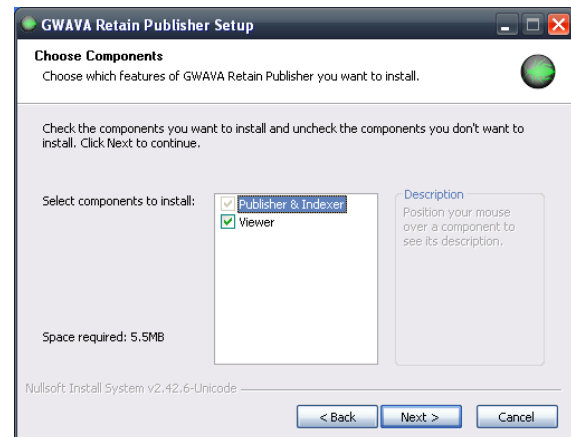 GWAVA Retain Publisher Setup
Choose Components
Choose which features of GWAVA Retain Publisher you want to install.
Check the components you want to install and uncheck the components you don't want to
install. Click Next to continue.
Select components to install:
Publisher & Indexer
Viewer
Description
Position your mouse
over a component to
see its description.
Space required: 5.5MB
Nullsoft Install System v2.42.6-Unicode
< Back
Next >
Cancel